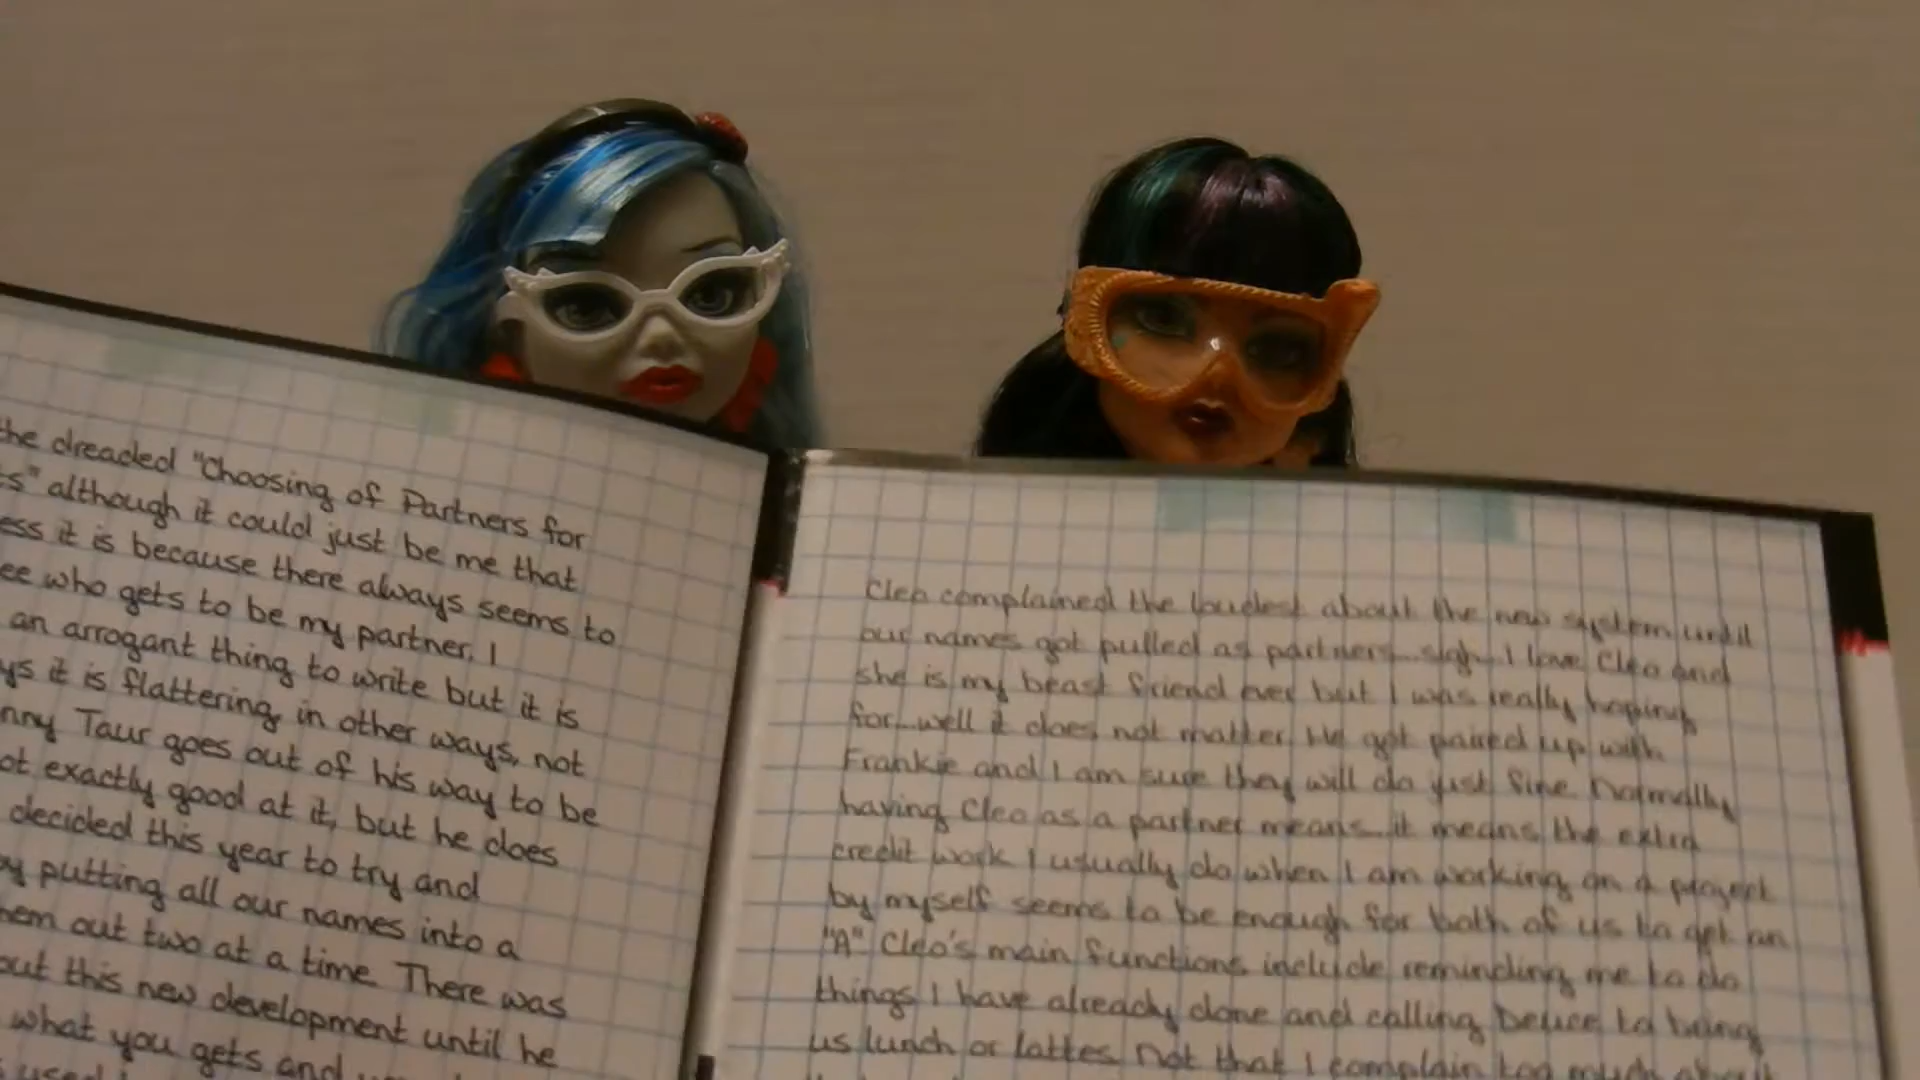 the dreaded "Choosing of Partners for
ts" although it could just be me that
ess it is because there always seems to
ee who gets to be my partner. I
an arrogant thing to write but it is
ys it is flattering, in other ways, not
nny Taur goes out of his way to be
ot exactly good at it, but he does
decided this year to try and
by putting all our names into a
hem out two at a time. There was
out this new development until he
what you gets and
used
Cleo complained the loudest about the new system until
our names got pulled as partners...sigh...I love Cleo and
she is my beast friend ever but I was really hoping
for...well it does not matter. He got paired up with
Frankie and I am sure they will do just fine. Normally
having Cleo as a partner means...it means the extra
credit work I usually do when I am working on a project
by myself seems to be enough for both of us to get an
"A" Cleo's main functions include reminding me to do
things I have already done and calling Deuce to bring
us lunch or lattes. Not that I complain too much about